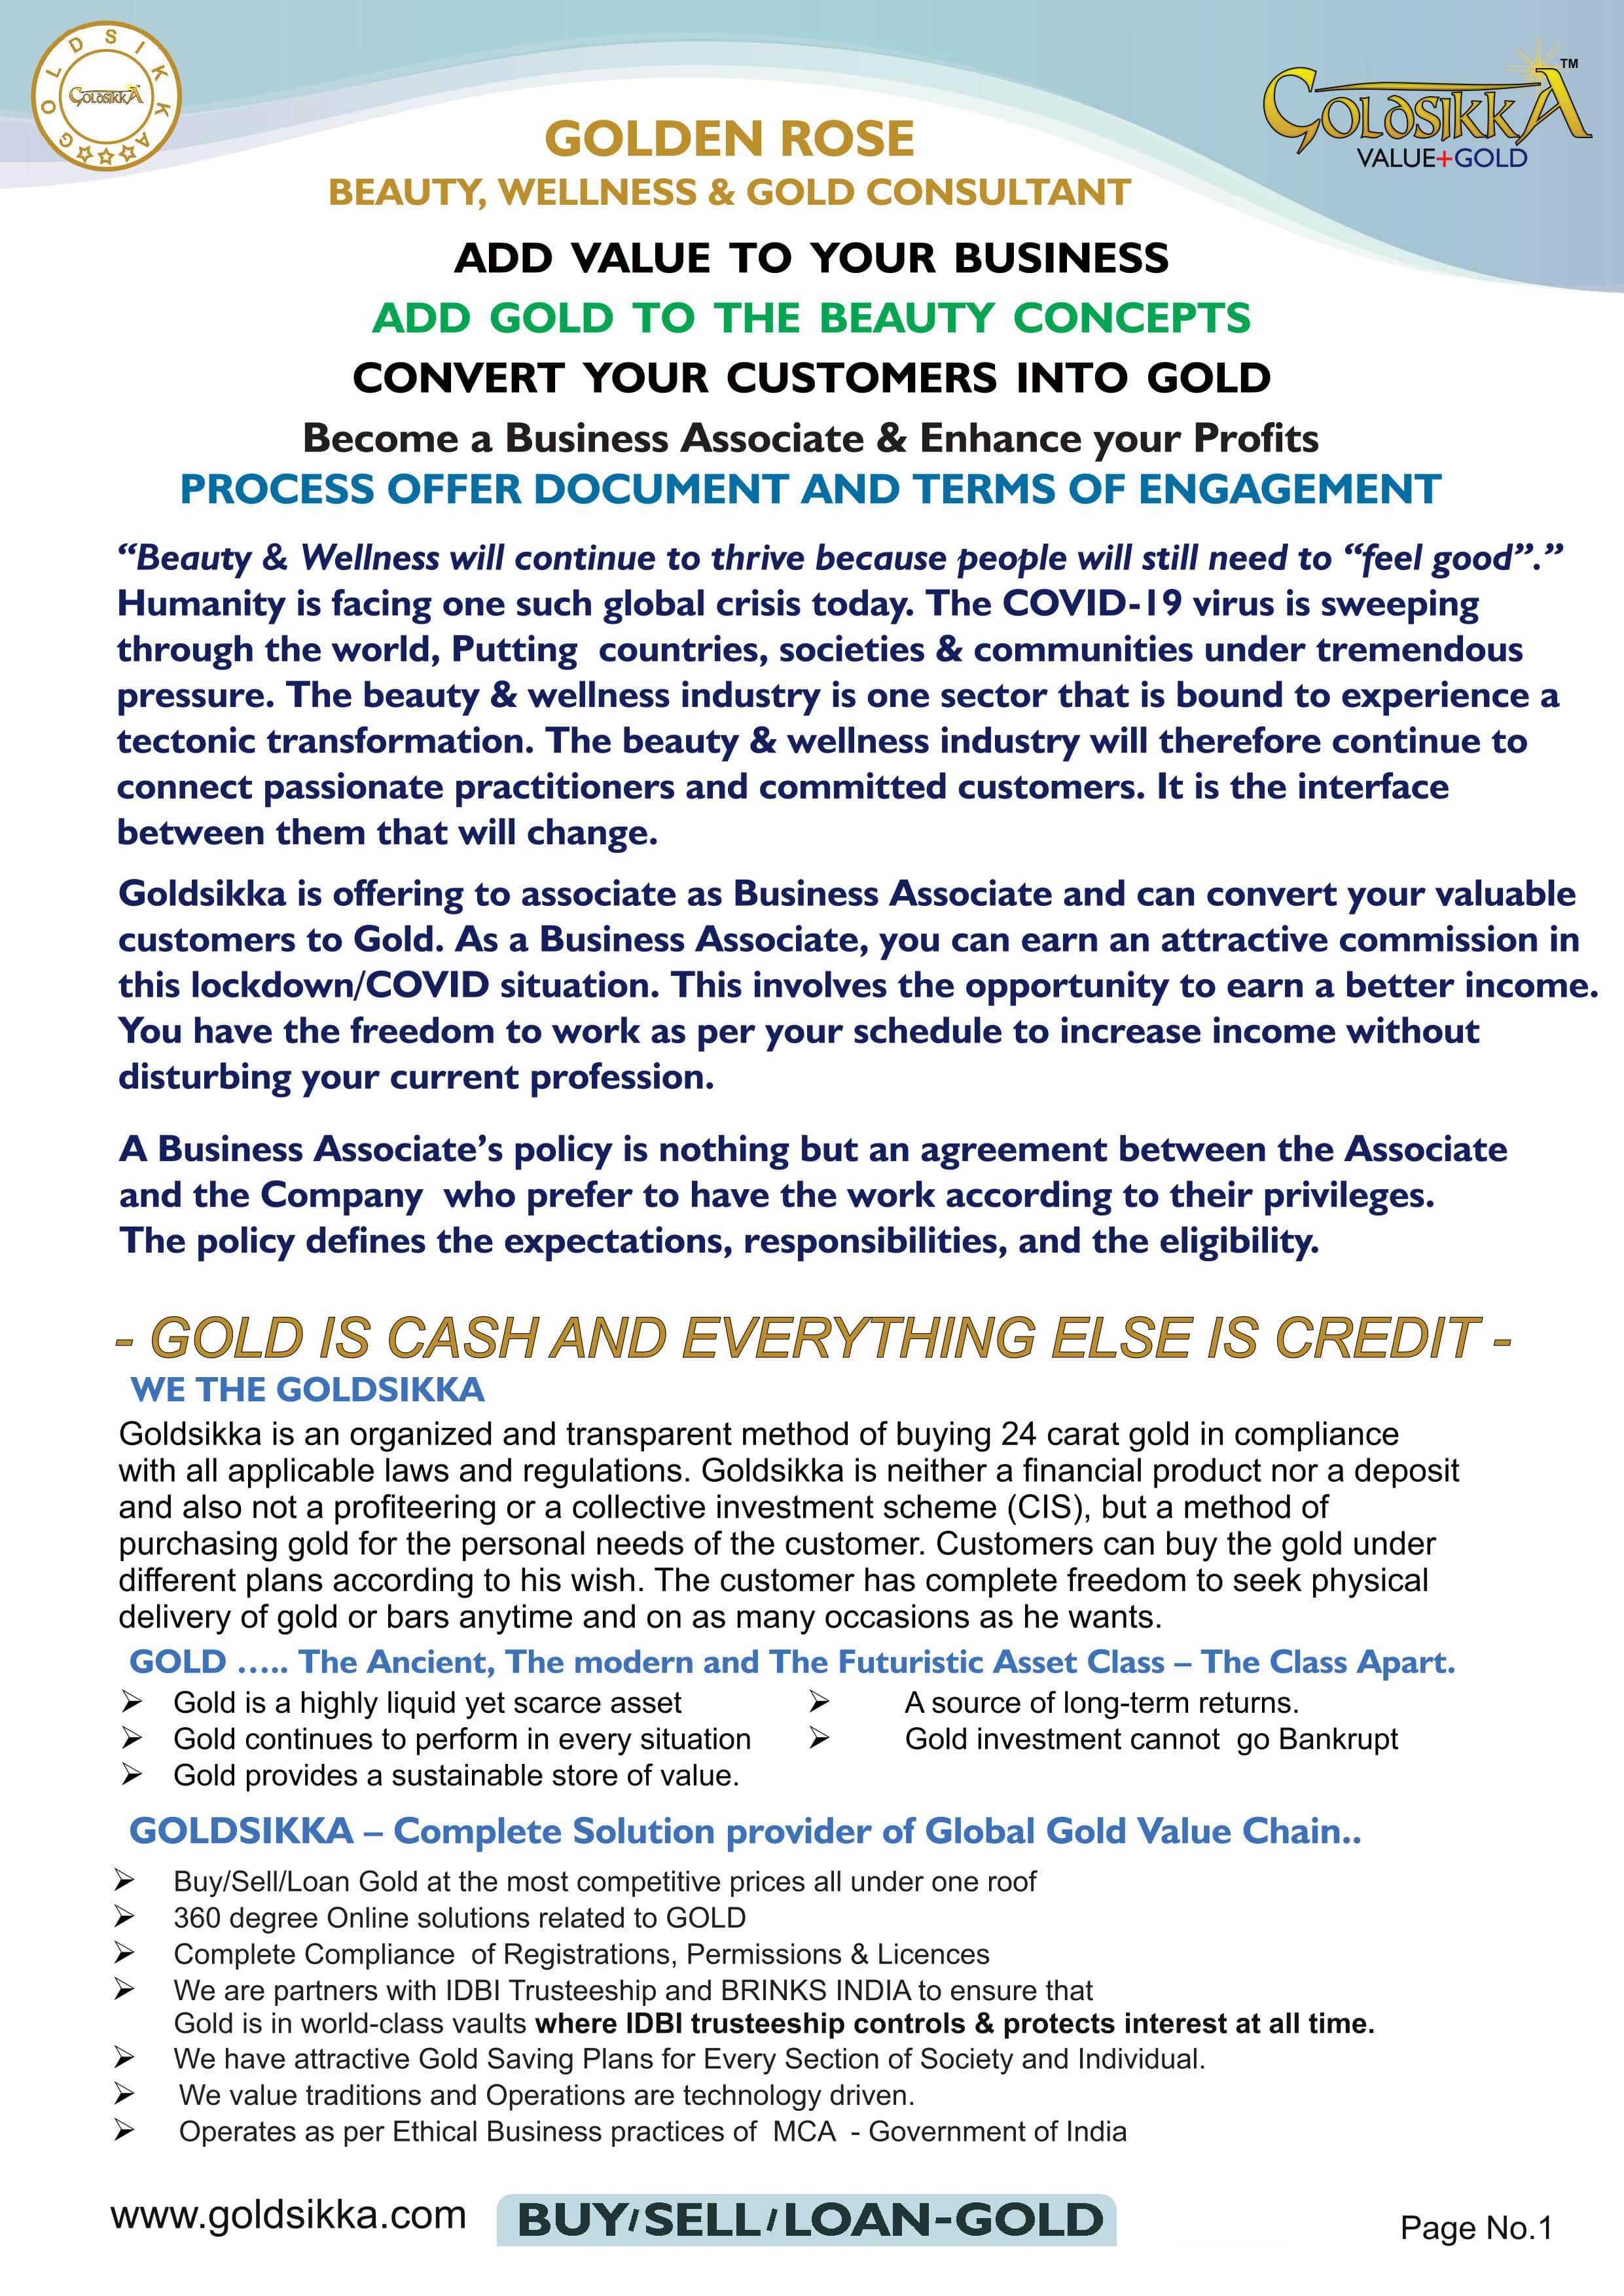 GOLDSIKKA
GOLDSIKKA
GOLDSIKKA TM
VALUE+GOLD
GOLDEN ROSE
BEAUTY, WELLNESS & GOLD CONSULTANT
ADD VALUE TO YOUR BUSINESS
ADD GOLD TO THE BEAUTY CONCEPTS
CONVERT YOUR CUSTOMERS INTO GOLD
Become a Business Associate & Enhance your Profits
PROCESS OFFER DOCUMENT AND TERMS OF ENGAGEMENT
“Beauty & Wellness will continue to thrive because people will still need to “feel good”.”
Humanity is facing one such global crisis today. The COVID-19 virus is sweeping
through the world, Putting countries, societies & communities under tremendous
pressure. The beauty & wellness industry is one sector that is bound to experience a
tectonic transformation. The beauty & wellness industry will therefore continue to
connect passionate practitioners and committed customers. It is the interface
between them that will change.
Goldsikka is offering to associate as Business Associate and can convert your valuable
customers to Gold. As a Business Associate, you can earn an attractive commission in
this lockdown/COVID situation. This involves the opportunity to earn a better income.
You have the freedom to work as per your schedule to increase income without
disturbing your current profession.
A Business Associate’s policy is nothing but an agreement between the Associate
and the Company who prefer to have the work according to their privileges.
The policy defines the expectations, responsibilities, and the eligibility.
- GOLD IS CASH AND EVERYTHING ELSE IS CREDIT -
WE THE GOLDSIKKA
Goldsikka is an organized and transparent method of buying 24 carat gold in compliance
with all applicable laws and regulations. Goldsikka is neither a financial product nor a deposit
and also not a profiteering or a collective investment scheme (CIS), but a method of
purchasing gold for the personal needs of the customer. Customers can buy the gold under
different plans according to his wish. The customer has complete freedom to seek physical
delivery of gold or bars anytime and on as many occasions as he wants.
GOLD ..... The Ancient, The modern and The Futuristic Asset Class – The Class Apart.
➢ Gold is a highly liquid yet scarce asset
➢ Gold continues to perform in every situation
➢ Gold provides a sustainable store of value.
➢ A source of long-term returns.
➢ Gold investment cannot go Bankrupt
GOLDSIKKA – Complete Solution provider of Global Gold Value Chain..
➢ Buy/Sell/Loan Gold at the most competitive prices all under one roof
➢ 360 degree Online solutions related to GOLD
➢ Complete Compliance of Registrations, Permissions & Licences
➢ We are partners with IDBI Trusteeship and BRINKS INDIA to ensure that
Gold is in world-class vaults where IDBI trusteeship controls & protects interest at all time.
➢ We have attractive Gold Saving Plans for Every Section of Society and Individual.
➢ We value traditions and Operations are technology driven.
➢ Operates as per Ethical Business practices of MCA - Government of India
www.goldsikka.com
BUY/SELL/LOAN-GOLD
Page No.1